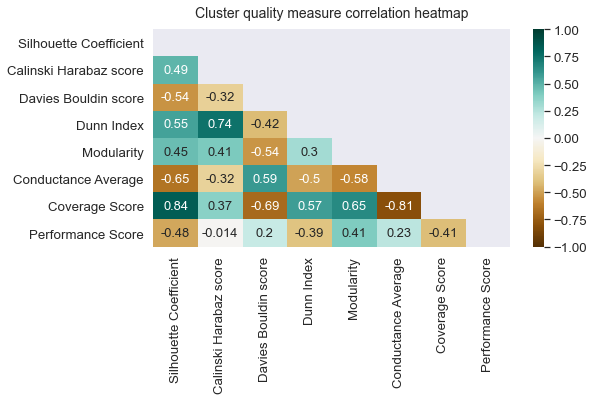 Cluster quality measure correlation heatmap
Silhouette Coefficient
Calinski Harabaz score 0.49
Davies Bouldin score -0.54 -0.32
Dunn Index 0.55 0.74 -0.42
Modularity 0.45 0.41 -0.54 0.3
Conductance Average -0.65 -0.32 0.59 -0.5 -0.58
Coverage Score 0.84 0.37 -0.69 0.57 0.65 -0.81
Performance Score -0.48 -0.014 0.2 -0.39 0.41 0.23 -0.41
Silhouette Coefficient
Calinski Harabaz score
Davies Bouldin score
Dunn Index
Modularity
Conductance Average
Coverage Score
Performance Score
1.00
0.75
0.50
0.25
0.00
−0.25
−0.50
−0.75
−1.00